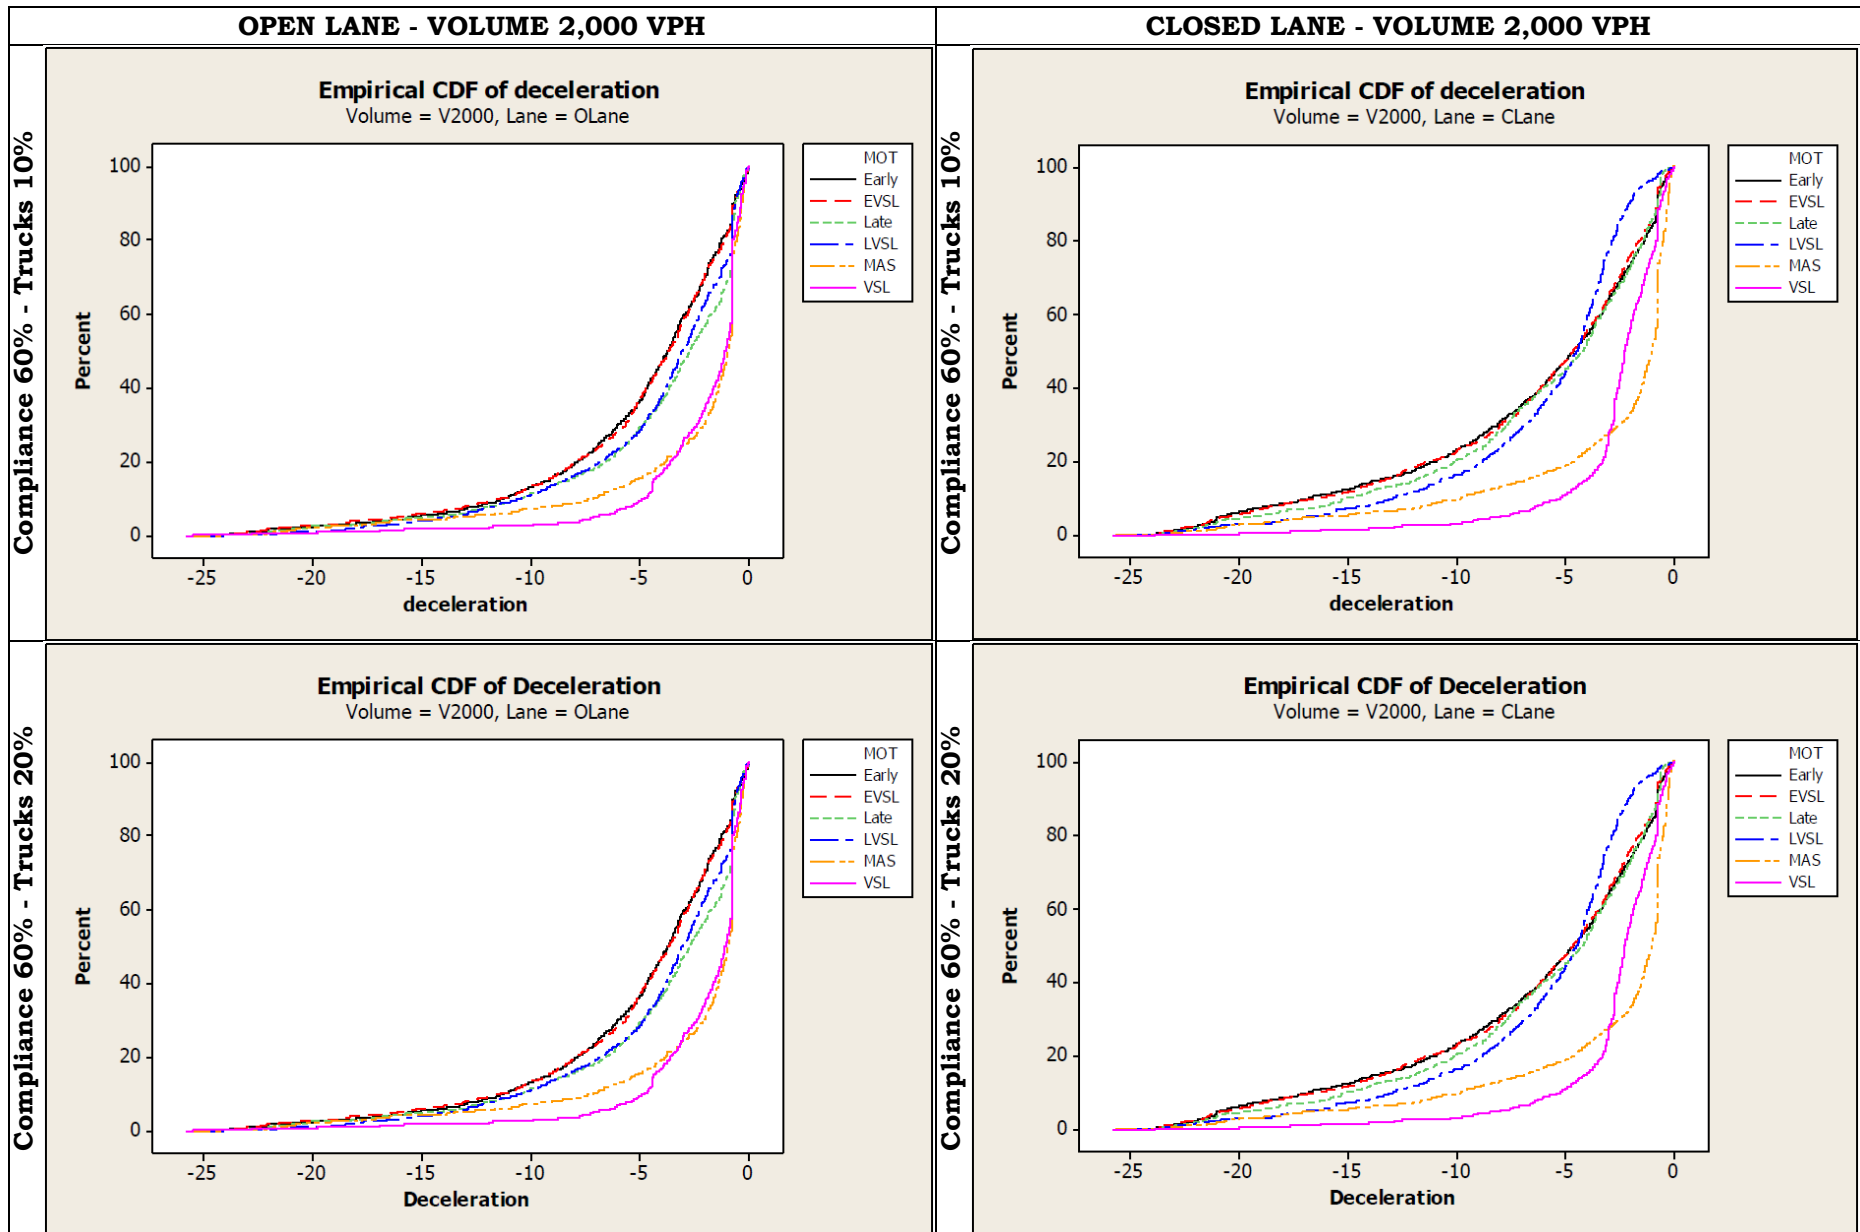 OPEN LANE - VOLUME 2,000 VPH
CLOSED LANE - VOLUME 2,000 VPH
Compliance 60% - Trucks 10%
Empirical CDF of deceleration
Volume = V2000, Lane = OLane
Percent
100
80
60
40
20
0
-25 -20 -15 -10 -5 0
deceleration
MOT
Early
EVSL
Late
LVSL
MAS
VSL
Compliance 60% - Trucks 10%
Empirical CDF of deceleration
Volume = V2000, Lane = CLane
Percent
100
80
60
40
20
0
-25 -20 -15 -10 -5 0
deceleration
MOT
Early
EVSL
Late
LVSL
MAS
VSL
Compliance 60% - Trucks 20%
Empirical CDF of Deceleration
Volume = V2000, Lane = OLane
Percent
100
80
60
40
20
0
-25 -20 -15 -10 -5 0
Deceleration
MOT
Early
EVSL
Late
LVSL
MAS
VSL
Compliance 60% - Trucks 20%
Empirical CDF of Deceleration
Volume = V2000, Lane = CLane
Percent
100
80
60
40
20
0
-25 -20 -15 -10 -5 0
Deceleration
MOT
Early
EVSL
Late
LVSL
MAS
VSL